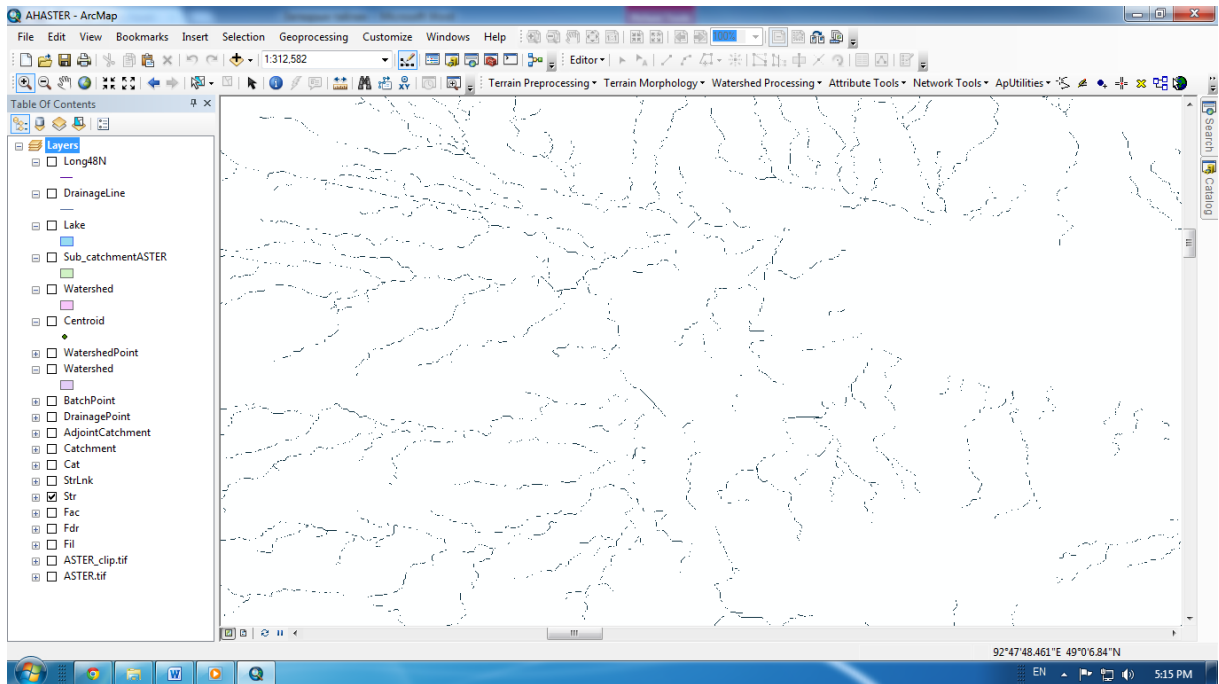 AHASTER - ArcMap
File Edit View Bookmarks Insert Selection Geoprocessing Customize Windows Help 100%
1:312,582 Editor
Terrain Preprocessing Terrain Morphology Watershed Processing Attribute Tools Network Tools ApUtilities
Table Of Contents
Layers
Long48N
DrainageLine
Lake
Sub_catchmentASTER
Watershed
Centroid
WatershedPoint
Watershed
BatchPoint
DrainagePoint
AdjointCatchment
Catchment
Cat
StrLnk
Str
Fac
Fdr
Fil
ASTER_clip.tif
ASTER.tif
Search
Catalog
92°47'48.461"E 49°0'6.84"N
EN 5:15 PM